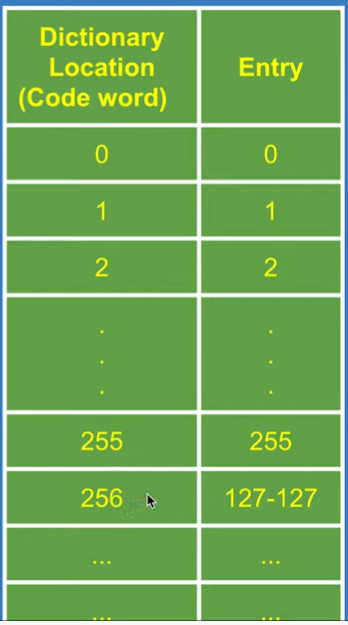 Dictionary
Location
(Code word)
Entry
0 0
1 1
2 2
. .
. .
. .
255 255
256 127-127
... ...
... ...